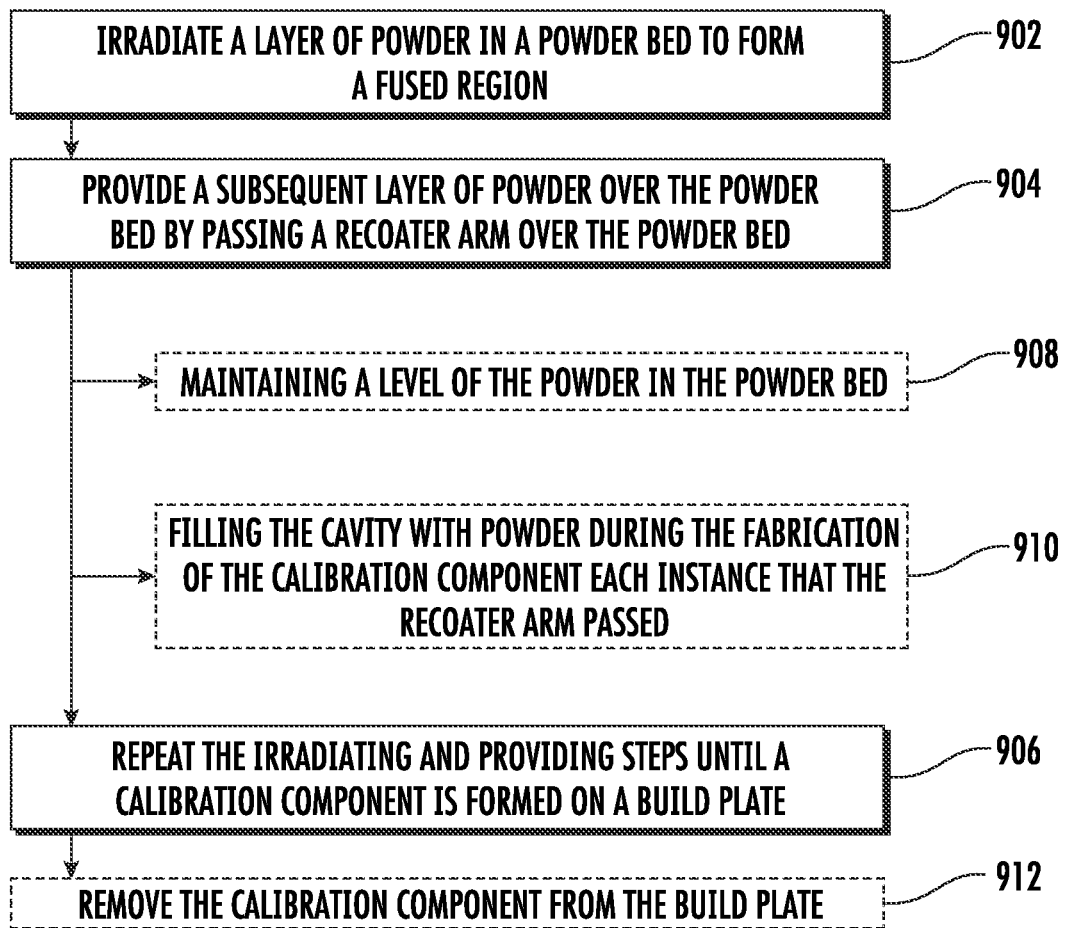 IRRADIATE A LAYER OF POWDER IN A POWDER BED TO FORM
A FUSED REGION
902
PROVIDE A SUBSEQUENT LAYER OF POWDER OVER THE POWDER
BED BY PASSING A RECOATER ARM OVER THE POWDER BED
904
MAINTAINING A LEVEL OF THE POWDER IN THE POWDER BED
908
FILLING THE CAVITY WITH POWDER DURING THE FABRICATION
OF THE CALIBRATION COMPONENT EACH INSTANCE THAT THE
RECOATER ARM PASSED
910
REPEAT THE IRRADIATING AND PROVIDING STEPS UNTIL A
CALIBRATION COMPONENT IS FORMED ON A BUILD PLATE
906
REMOVE THE CALIBRATION COMPONENT FROM THE BUILD PLATE
912